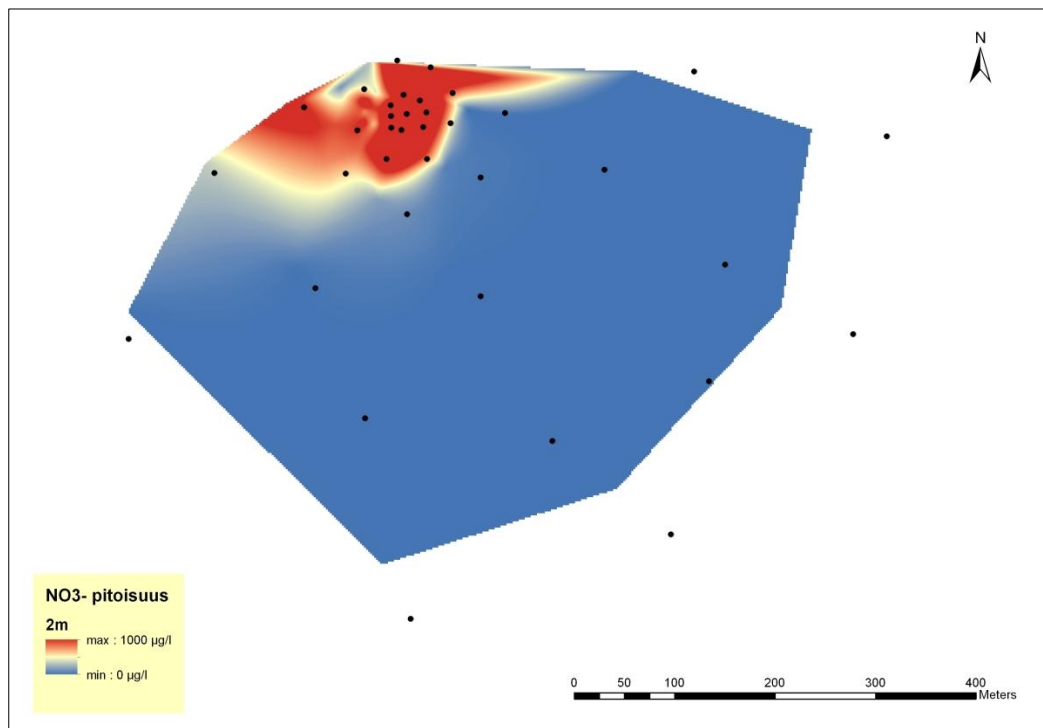 N
NO3- pitoisuus
2m
max : 1000 µg/l
min : 0 µg/l
0 50 100 200 300 400
Meters